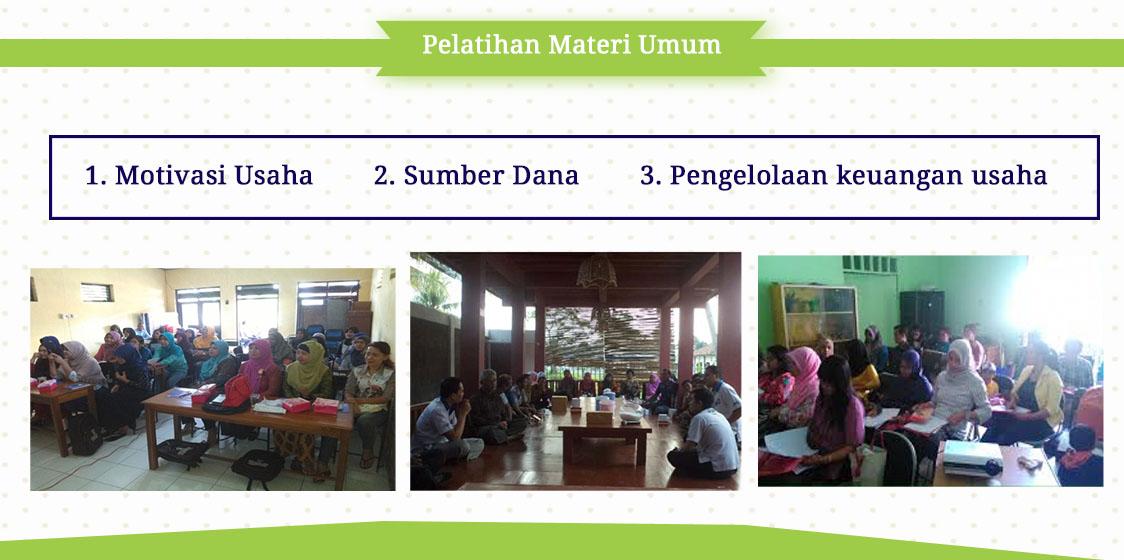 Pelatihan Materi Umum
1. Motivasi Usaha 2. Sumber Dana 3. Pengelolaan keuangan usaha